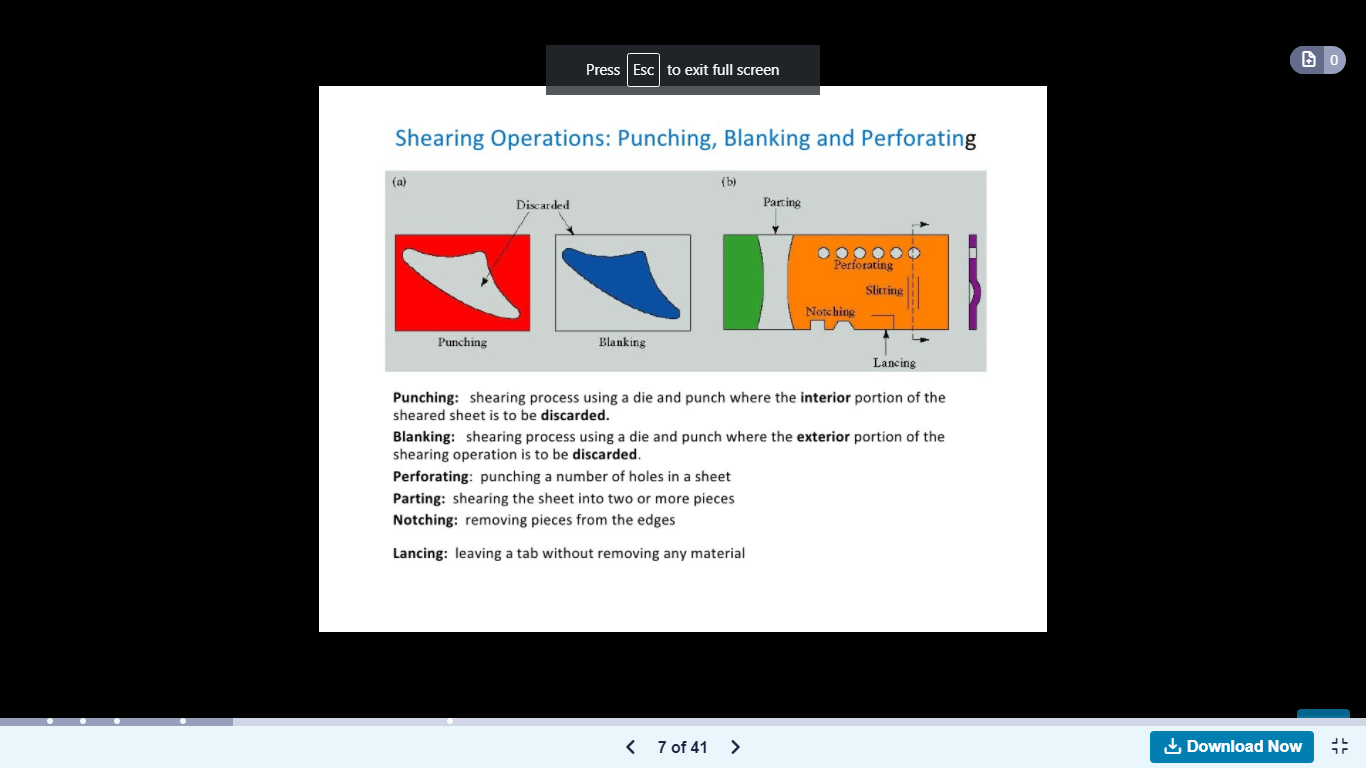 Press Esc to exit full screen
0
Shearing Operations: Punching, Blanking and Perforating
(a)
(b)
Discarded
Parting
Perforating
Slitting
Notching
Punching
Blanking
Lancing
Punching: shearing process using a die and punch where the interior portion of the
sheared sheet is to be discarded.
Blanking: shearing process using a die and punch where the exterior portion of the
shearing operation is to be discarded.
Perforating: punching a number of holes in a sheet
Parting: shearing the sheet into two or more pieces
Notching: removing pieces from the edges
Lancing: leaving a tab without removing any material
7 of 41
Download Now